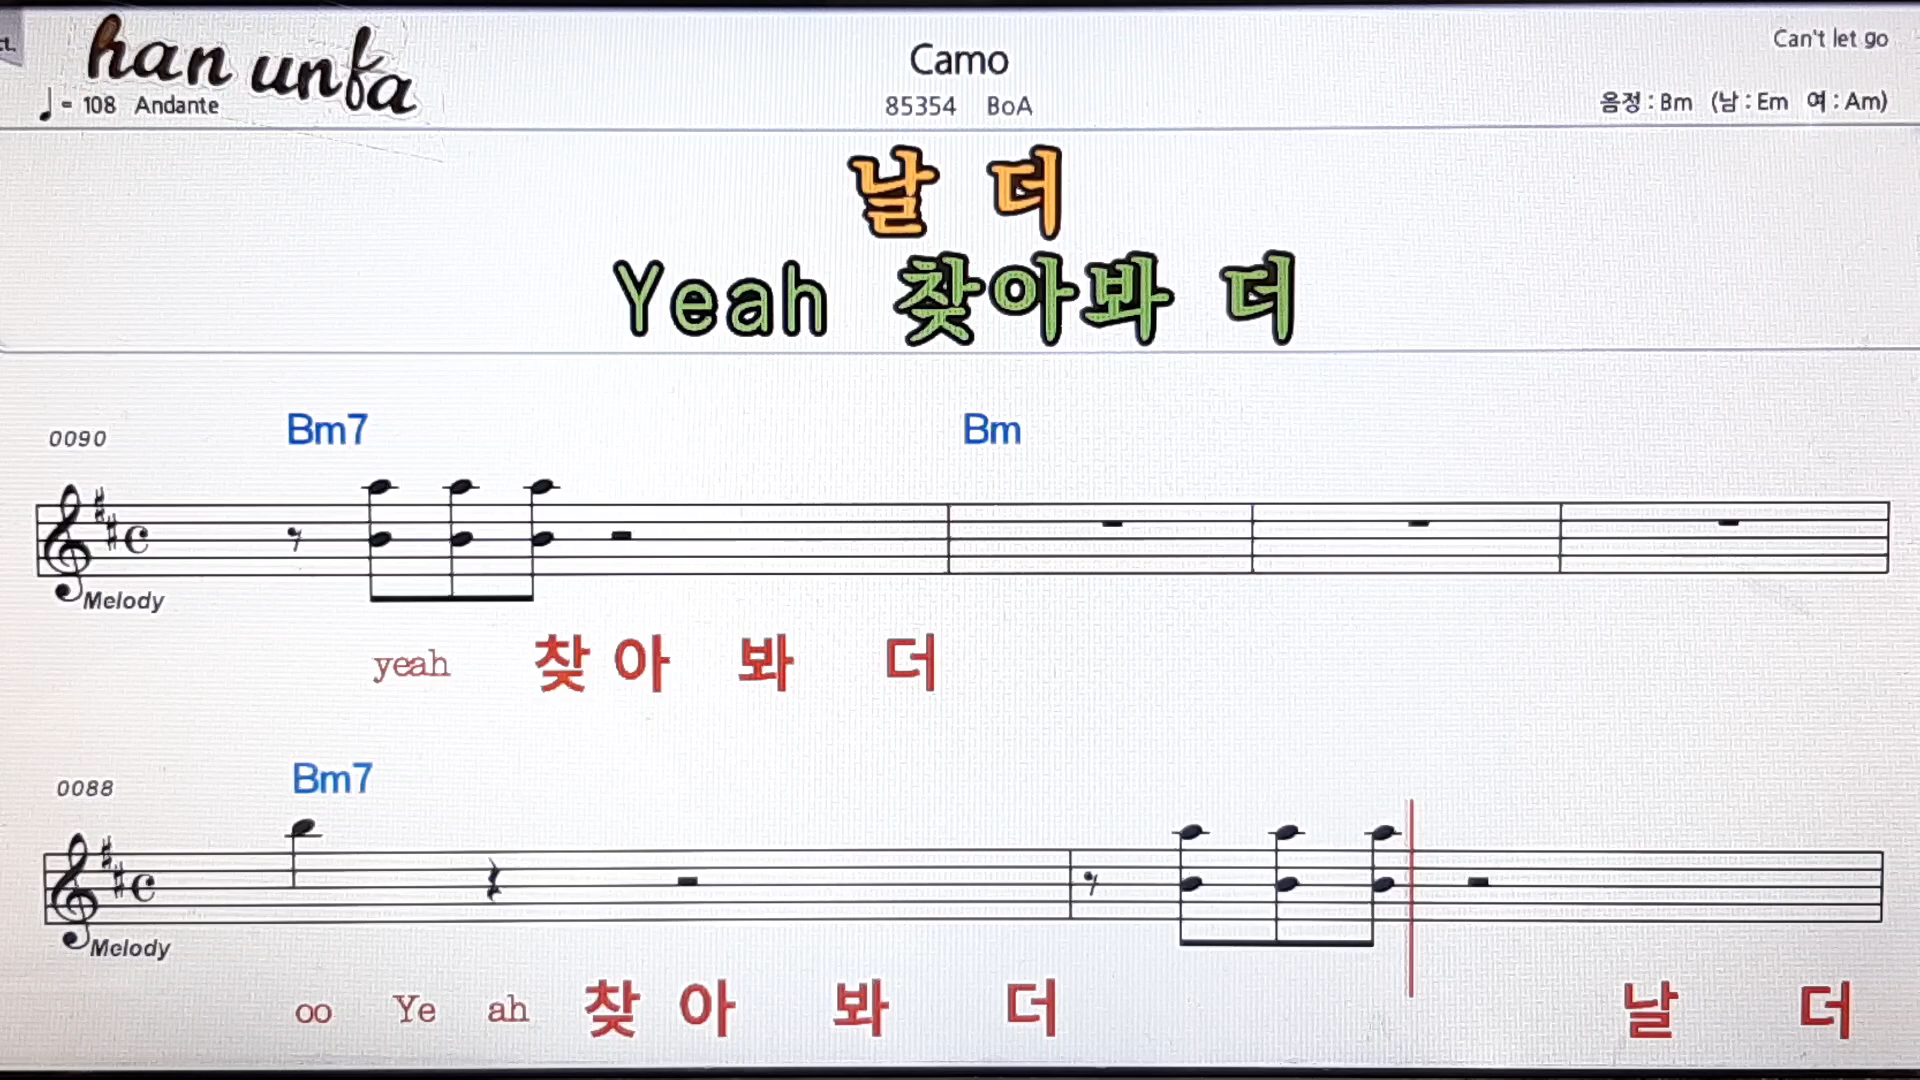 ct.
han unfa
Camo
Can't let go
= 108 Andante
85354 BoA
음정 : Bm (남 : Em 여 : Am)
날 더
Yeah 찾아봐 더
0090
Bm7
Bm
Melody
yeah 찾 아 봐 더
0088
Bm7
Melody
oo Ye ah 찾 아 봐 더 날 더